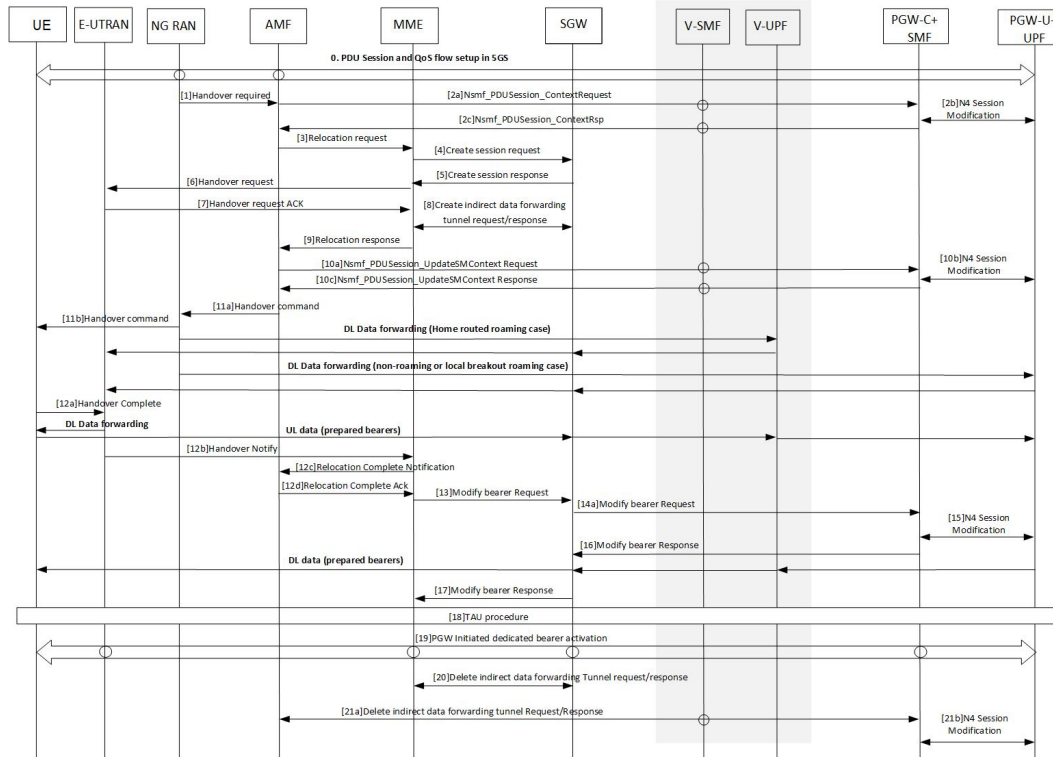 UE
E-UTRAN
NG RAN
AMF
MME
SGW
V-SMF
V-UPF
PGW-C+
SMF
PGW-U+
UPF
0. PDU Session and QoS flow setup in 5GS
[1]Handover required
[2a]Nsmf_PDUSession_ContextRequest
[2b]N4 Session
Modification
[2c]Nsmf_PDUSession_ContextRsp
[3]Relocation request
[4]Create session request
[5]Create session response
[6]Handover request
[7]Handover request ACK
[8]Create indirect data forwarding
tunnel request/response
[9]Relocation response
[10a]Nsmf_PDUSession_UpdateSMContext Request
[10b]N4 Session
Modification
[10c]Nsmf_PDUSession_UpdateSMContext Response
[11a]Handover command
[11b]Handover command
DL Data forwarding (Home routed roaming case)
DL Data forwarding (non-roaming or local breakout roaming case)
[12a]Handover Complete
DL Data forwarding
UL data (prepared bearers)
[12b]Handover Notify
[12c]Relocation Complete Notification
[12d]Relocation Complete Ack
[13]Modify bearer Request
[14a]Modify bearer Request
[15]N4 Session
Modification
[16]Modify bearer Response
DL data (prepared bearers)
[17]Modify bearer Response
[18]TAU procedure
[19]PGW Initiated dedicated bearer activation
[20]Delete indirect data forwarding Tunnel request/response
[21a]Delete indirect data forwarding tunnel Request/Response
[21b]N4 Session
Modification